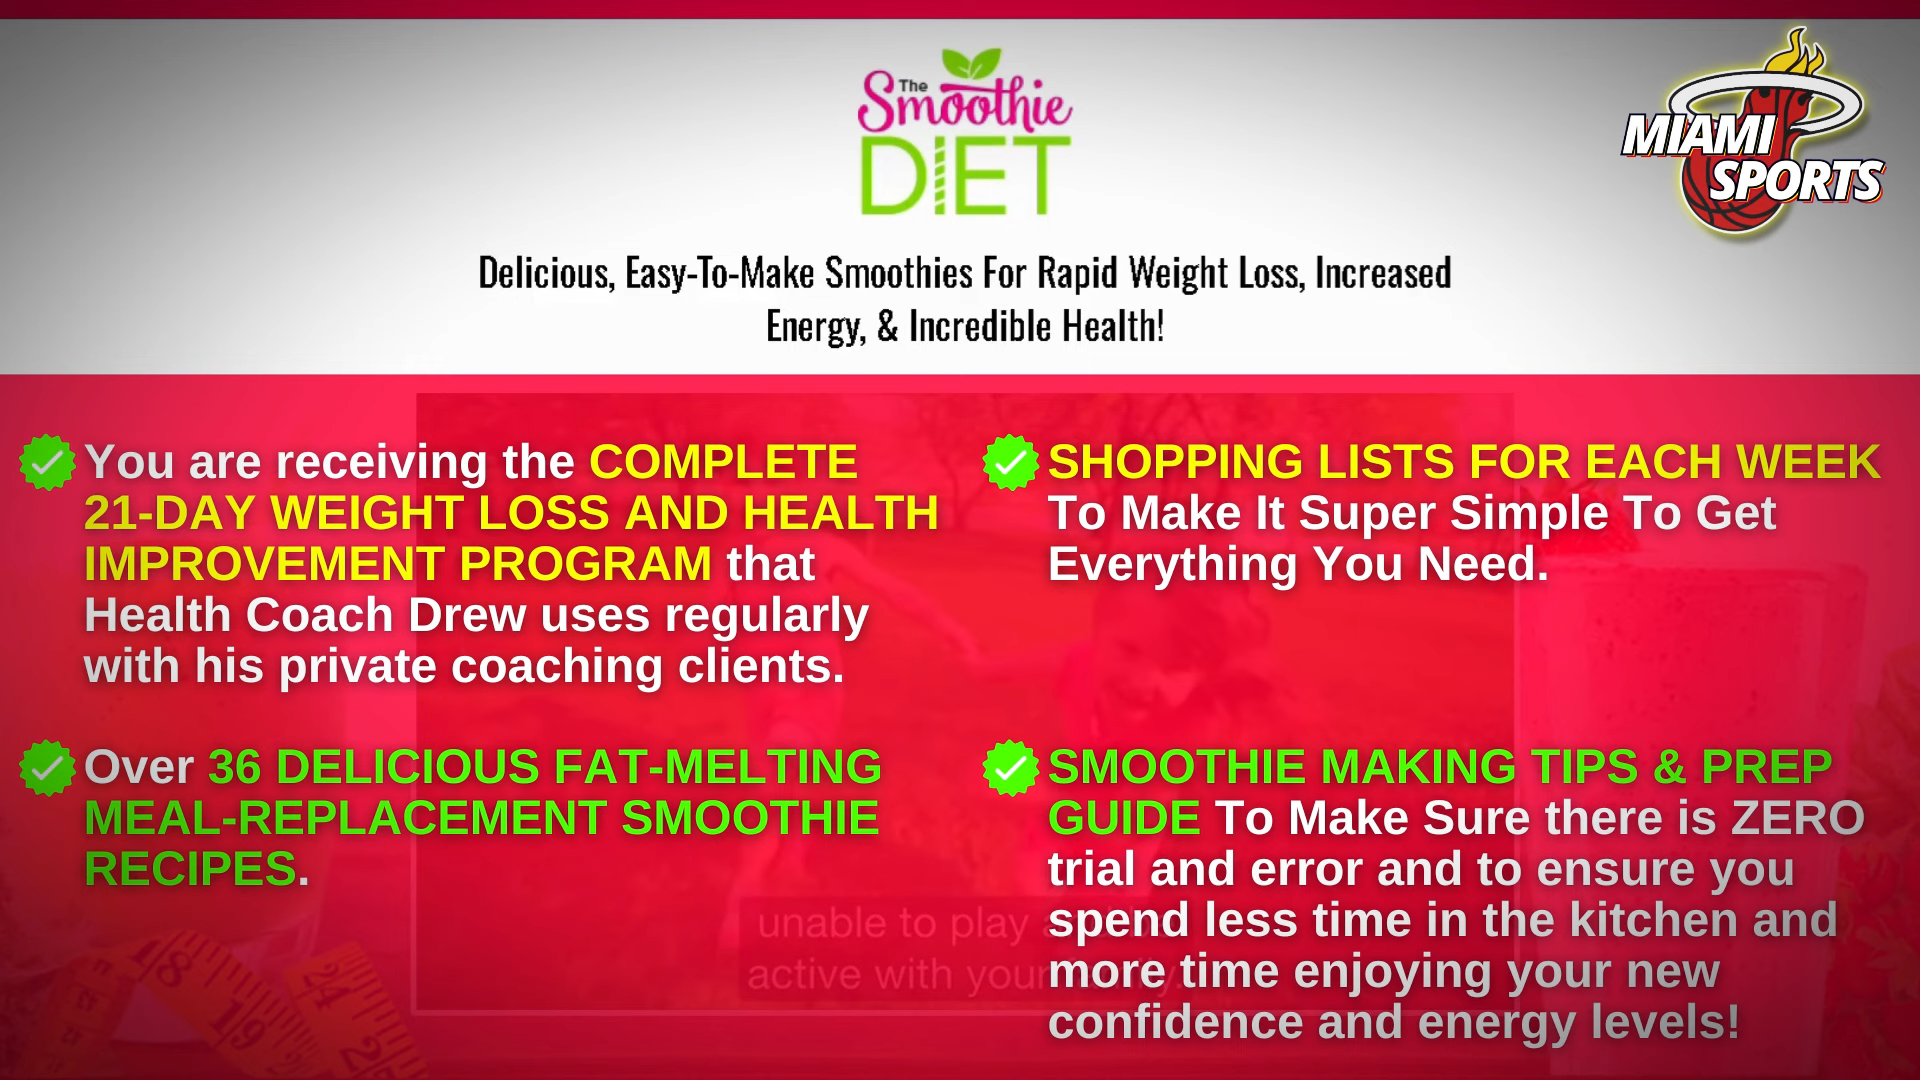 The
Smoothie
DIET
MIAMI
SPORTS
Delicious, Easy-To-Make Smoothies For Rapid Weight Loss, Increased
Energy, & Incredible Health!
You are receiving the COMPLETE
21-DAY WEIGHT LOSS AND HEALTH
IMPROVEMENT PROGRAM that
Health Coach Drew uses regularly
with his private coaching clients.
Over 36 DELICIOUS FAT-MELTING
MEAL-REPLACEMENT SMOOTHIE
RECIPES.
SHOPPING LISTS FOR EACH WEEK
To Make It Super Simple To Get
Everything You Need.
SMOOTHIE MAKING TIPS & PREP
GUIDE To Make Sure there is ZERO
trial and error and to ensure you
spend less time in the kitchen and
more time enjoying your new
confidence and energy levels!
unable to play
active with your
18
19
24